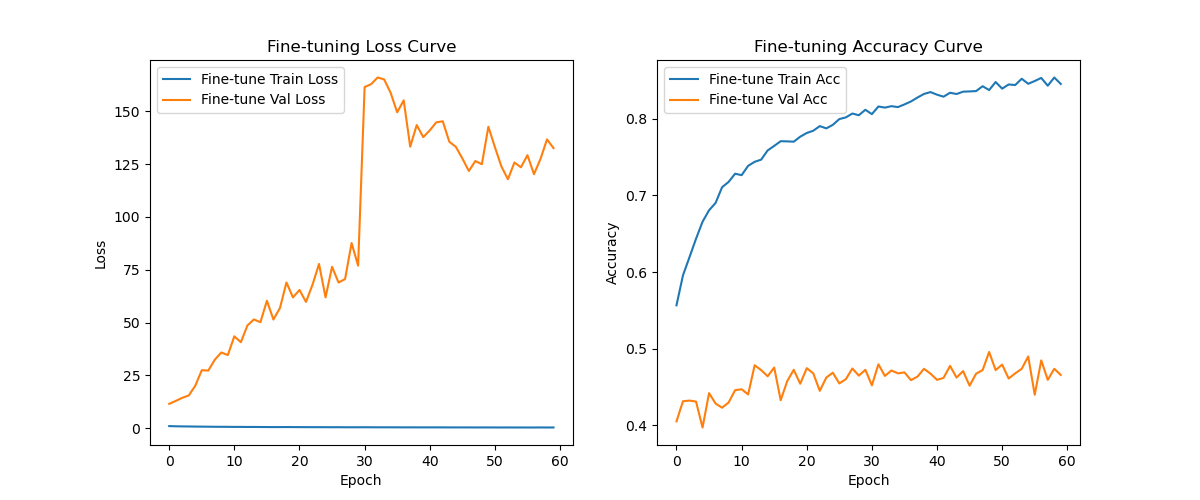 Fine-tuning Loss Curve
Fine-tune Train Loss
Fine-tune Val Loss
150
125
100
75
50
25
0
Loss
0 10 20 30 40 50 60
Epoch
Fine-tuning Accuracy Curve
Fine-tune Train Acc
Fine-tune Val Acc
0.8
0.7
0.6
0.5
0.4
Accuracy
0 10 20 30 40 50 60
Epoch